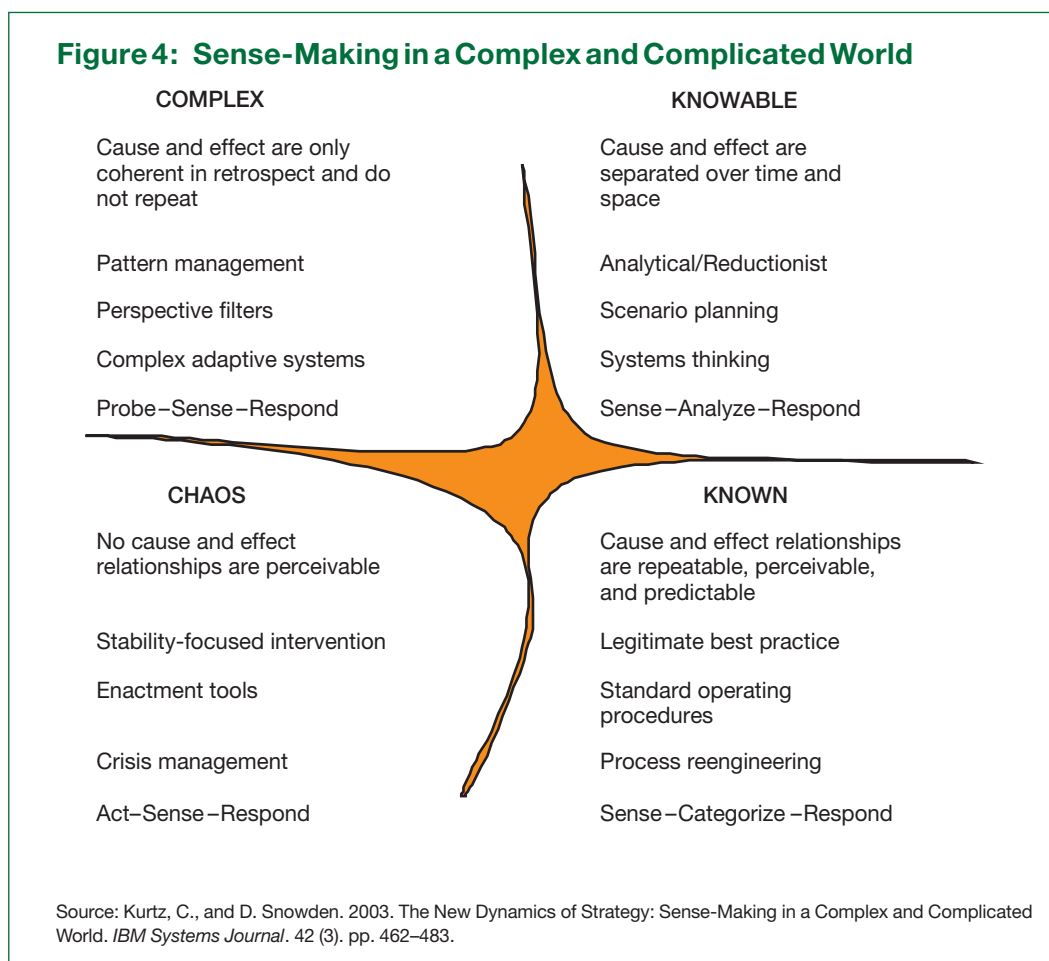 Figure 4: Sense-Making in a Complex and Complicated World
COMPLEX
Cause and effect are only
coherent in retrospect and do
not repeat
Pattern management
Perspective filters
Complex adaptive systems
Probe–Sense–Respond
KNOWABLE
Cause and effect are
separated over time and
space
Analytical/Reductionist
Scenario planning
Systems thinking
Sense–Analyze–Respond
CHAOS
No cause and effect
relationships are perceivable
Stability-focused intervention
Enactment tools
Crisis management
Act–Sense–Respond
KNOWN
Cause and effect relationships
are repeatable, perceivable,
and predictable
Legitimate best practice
Standard operating
procedures
Process reengineering
Sense–Categorize–Respond
Source: Kurtz, C., and D. Snowden. 2003. The New Dynamics of Strategy: Sense-Making in a Complex and Complicated
World. IBM Systems Journal. 42 (3). pp. 462–483.